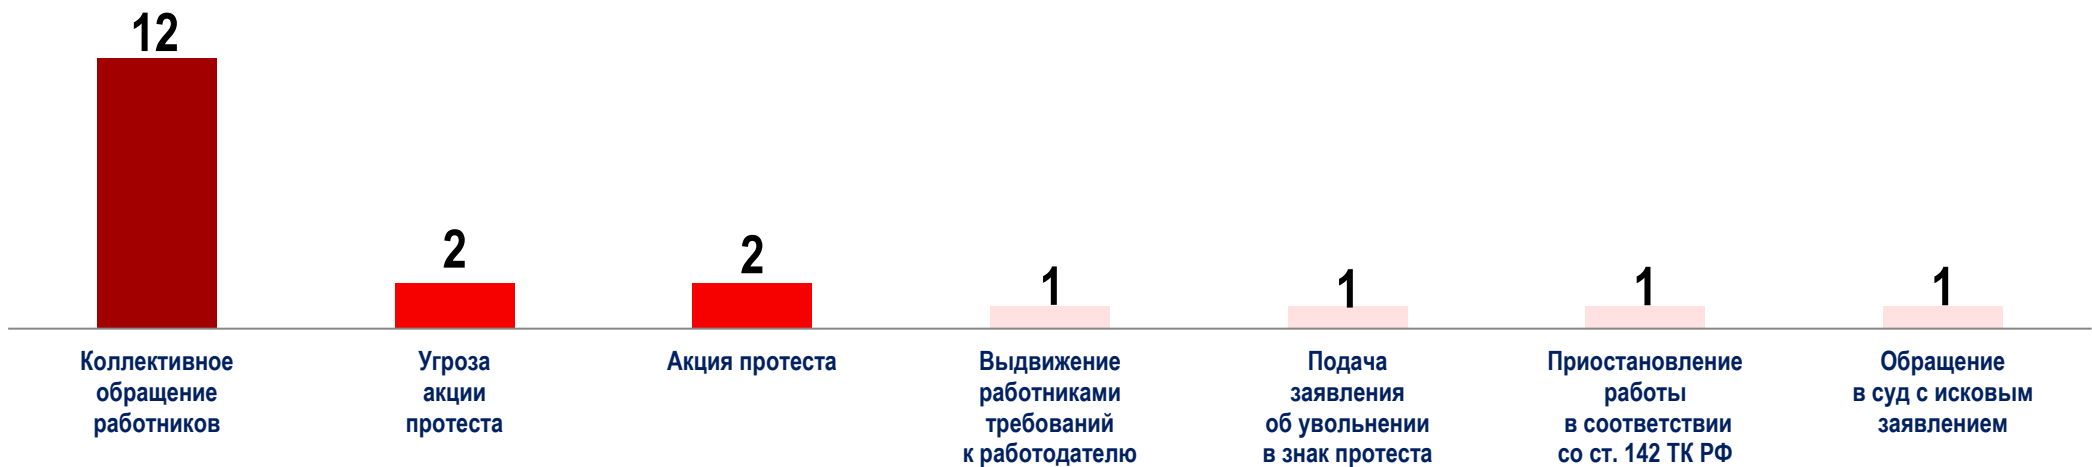 12
2
2
1
1
1
1
Коллективное
обращение
работников
Угроза
акции
протеста
Акция протеста
Выдвижение
работниками
требований
к работодателю
Подача
заявления
об увольнении
в знак протеста
Приостановление
работы
в соответствии
со ст. 142 ТК РФ
Обращение
в суд с исковым
заявлением